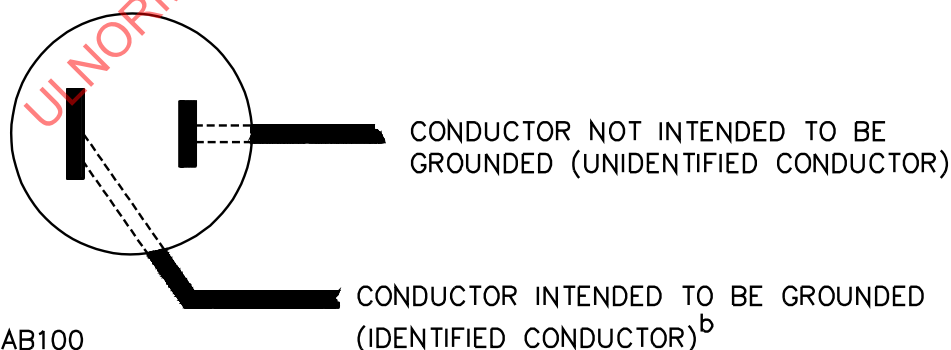 ULNORM
CONDUCTOR NOT INTENDED TO BE
GROUNDED (UNIDENTIFIED CONDUCTOR)
CONDUCTOR INTENDED TO BE GROUNDED
(IDENTIFIED CONDUCTOR)b
AB100